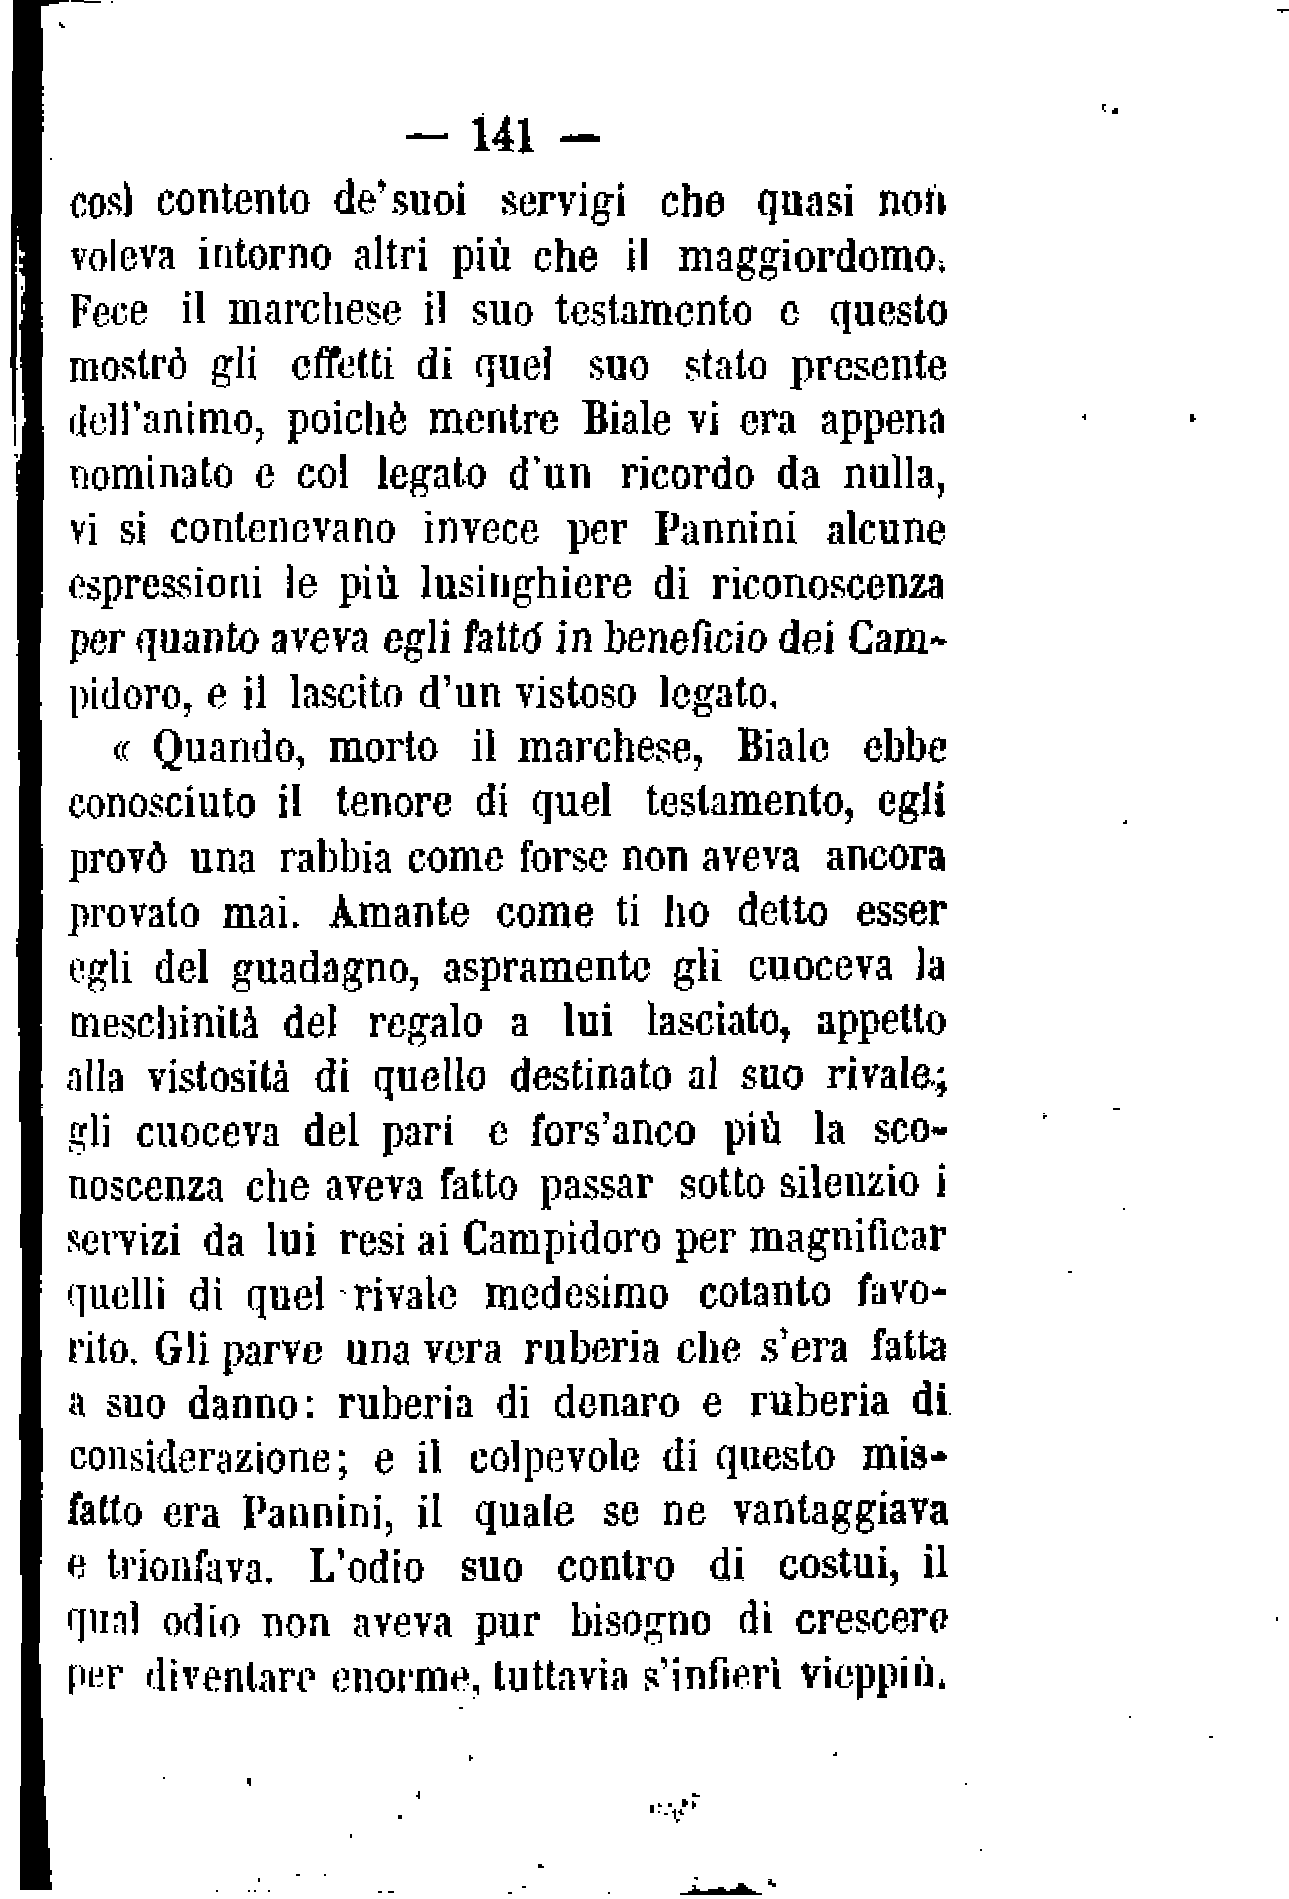 — 141 —
così contento de' suoi servigi che quasi non
voleva intorno altri più che il maggiordomo.
Fece il marchese il suo testamento e questo
mostrò gli effetti di quel suo stato presente
dell'animo, poichè mentre Biale vi era appena
nominato e col legato d'un ricordo da nulla,
vi si contenevano invece per Pannini alcune
espressioni le più lusinghiere di riconoscenza
per quanto aveva egli fatto in beneficio dei Cam-
pidoro, e il lascito d'un vistoso legato.
« Quando, morto il marchese, Biale ebbe
conosciuto il tenore di quel testamento, egli
provò una rabbia come forse non aveva ancora
provato mai. Amante come ti ho detto esser
egli del guadagno, aspramente gli cuoceva la
meschinità del regalo a lui lasciato, appetto
alla vistosità di quello destinato al suo rivale;
gli cuoceva del pari e fors'anco più la sco-
noscenza che aveva fatto passar sotto silenzio i
servizi da lui resi ai Campidoro per magnificar
quelli di quel rivale medesimo cotanto favo-
rito. Gli parve una vera ruberia che s'era fatta
a suo danno: ruberia di denaro e ruberia di
considerazione; e il colpevole di questo mis-
fatto era Pannini, il quale se ne vantaggiava
e trionfava. L'odio suo contro di costui, il
qual odio non aveva pur bisogno di crescere
per diventare enorme, tuttavia s'infierì vieppiù.